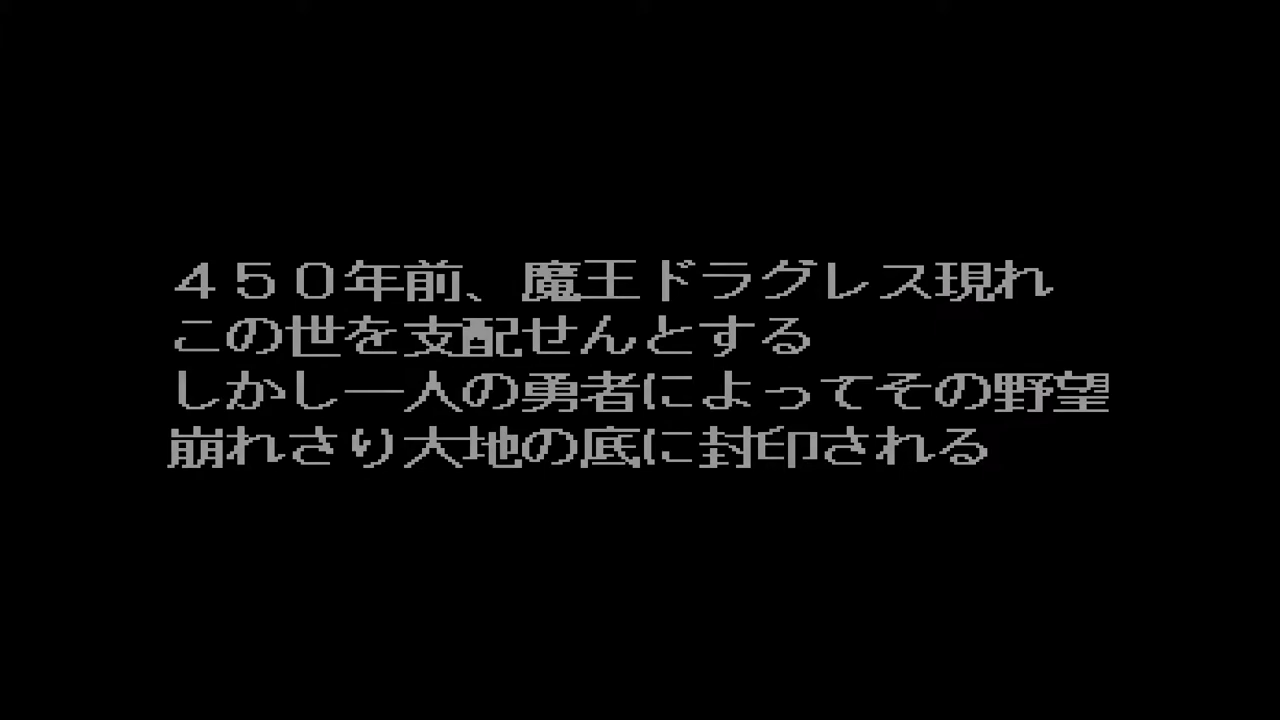 ４５０年前、魔王ドラグレス現れ
この世を支配せんとする
しかし一人の勇者によってその野望
崩れさり大地の底に封印される